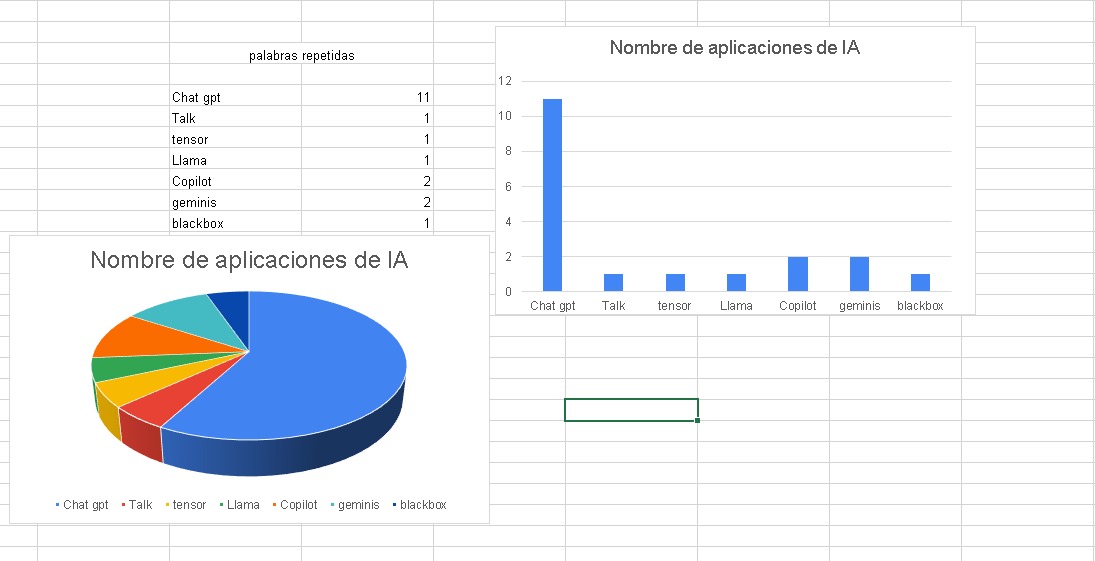 palabras repetidas
Chat gpt 11
Talk 1
tensor 1
Llama 1
Copilot 2
geminis 2
blackbox 1
Nombre de aplicaciones de IA
12
10
8
6
4
2
0
Chat gpt Talk tensor Llama Copilot geminis blackbox
Nombre de aplicaciones de IA
Chat gpt Talk tensor Llama Copilot geminis blackbox